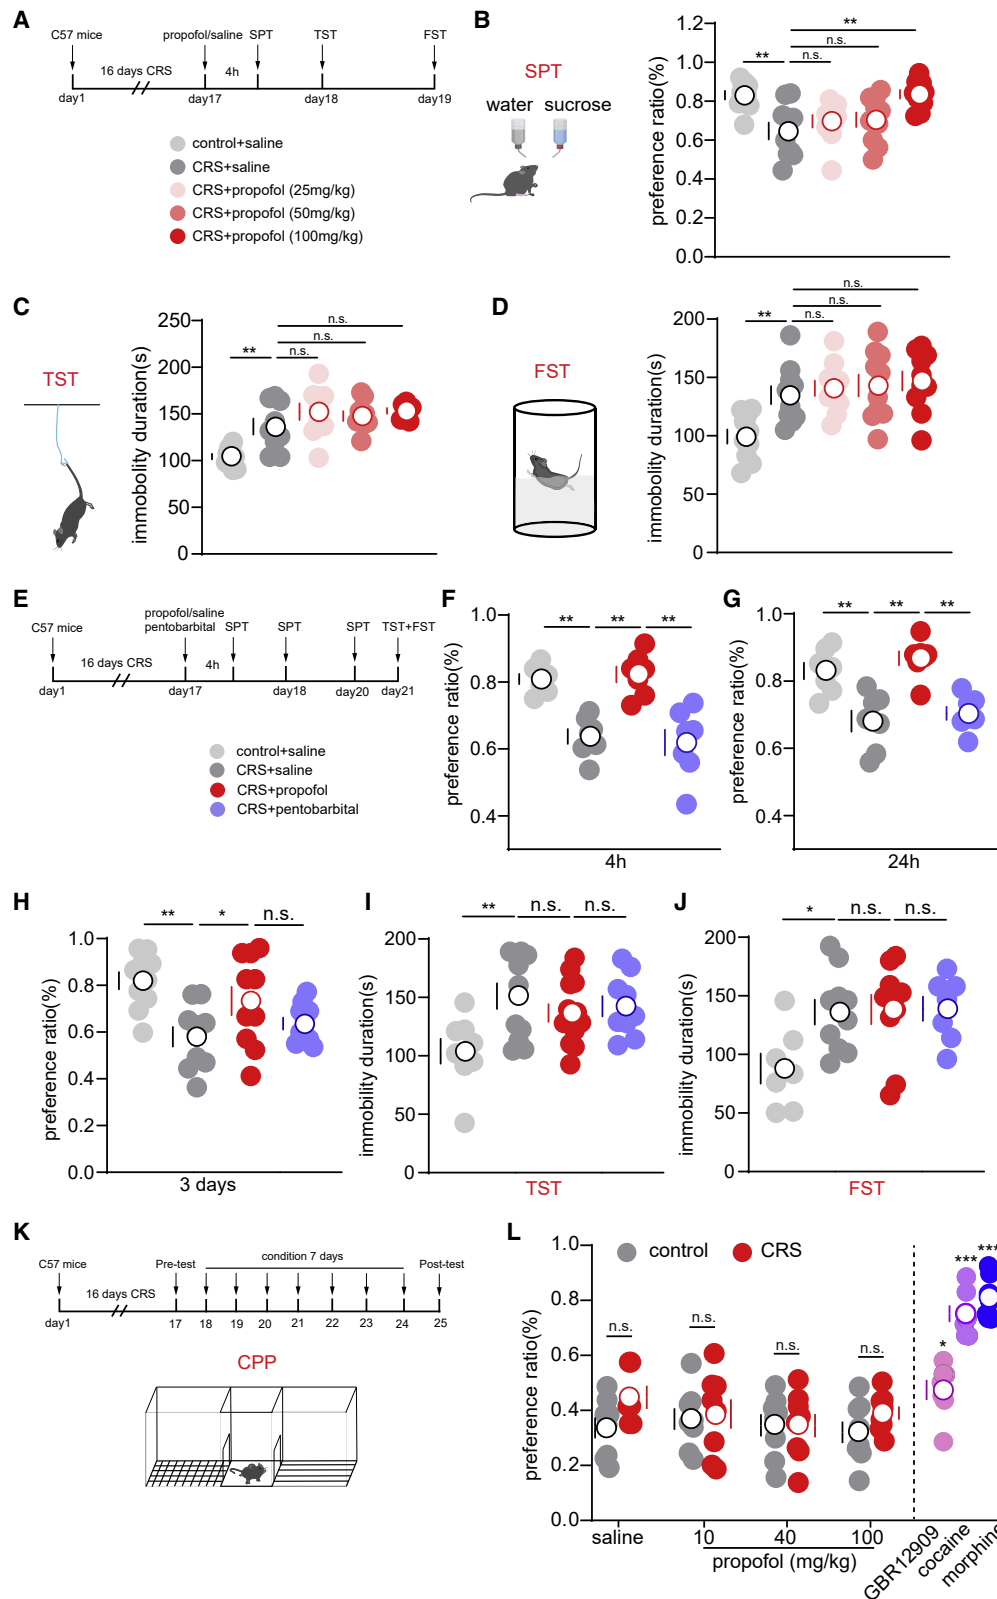 A
C57 mice
propofol/saline
SPT
TST
FST
16 days CRS
4h
day1
day17
day18
day19
control+saline
CRS+saline
CRS+propofol (25mg/kg)
CRS+propofol (50mg/kg)
CRS+propofol (100mg/kg)
B
SPT
water
sucrose
preference ratio(%)
1.2
1.0
0.8
0.6
0.4
0.2
0.0
**
n.s.
** n.s.
C
TST
immobolity duration(s)
250
200
150
100
50
0
n.s.
n.s.
** n.s.
D
FST
immobolity duration(s)
200
150
100
50
0
n.s.
n.s.
** n.s.
E
C57 mice
propofol/saline
pentobarbital
SPT
SPT
SPT
TST+FST
16 days CRS
4h
day1
day17
day18
day20
day21
control+saline
CRS+saline
CRS+propofol
CRS+pentobarbital
F
preference ratio(%)
1.0
0.8
0.6
0.4
** ** **
4h
G
preference ratio(%)
1.0
0.8
0.6
0.4
** ** **
24h
H
preference ratio(%)
1.0
0.8
0.6
0.4
0.2
0.0
** * n.s.
3 days
I
immobility duration(s)
200
150
100
50
0
** n.s. n.s.
TST
J
immobility duration(s)
200
150
100
50
0
* n.s. n.s.
FST
K
C57 mice
Pre-test
condition 7 days
Post-test
16 days CRS
day1
17 18 19 20 21 22 23 24 25
CPP
L
control
CRS
preference ratio(%)
1.0
0.8
0.6
0.4
0.2
0.0
n.s.
n.s.
n.s.
n.s.
*
***
***
saline
10
40
100
propofol (mg/kg)
GBR12909
cocaine
morphine